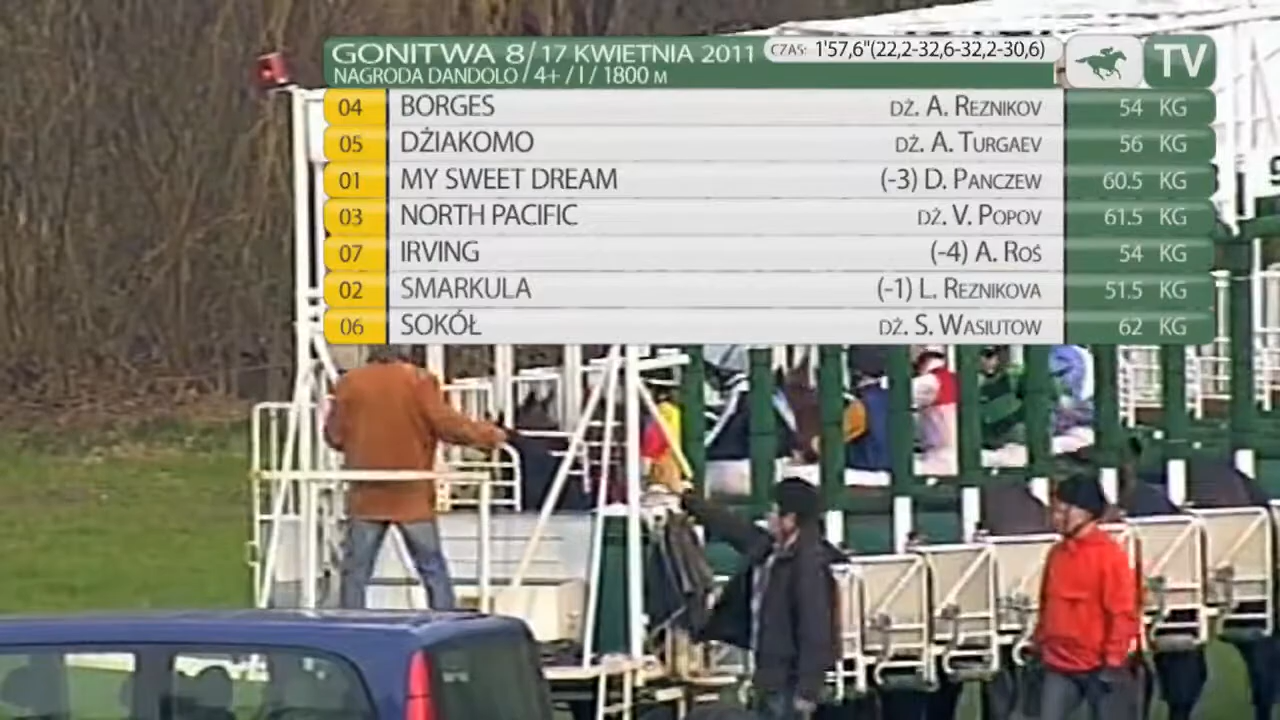 GONITWA 8/17 KWIETNIA 2011 CZAS: 1'57,6"(22,2-32,6-32,2-30,6) TV
NAGRODA DANDOLO/4+/I/1800 M
04 BORGES DŻ. A. REZNIKOV 54 KG
05 DŻIAKOMO DŻ. A. TURGAEV 56 KG
01 MY SWEET DREAM (-3) D. PANCZEW 60.5 KG
03 NORTH PACIFIC DŻ. V. POPOV 61.5 KG
07 IRVING (-4) A. ROŚ 54 KG
02 SMARKULA (-1) L. REZNIKOVA 51.5 KG
06 SOKÓŁ DŻ. S. WASIUTOW 62 KG